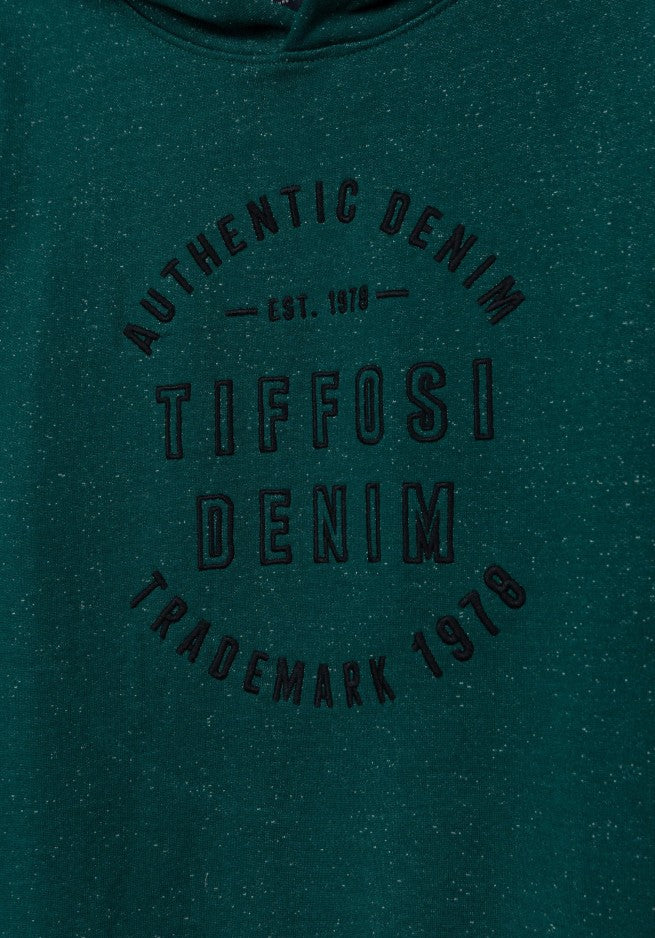 AUTHENTIC DENIM
— EST. 1978 —
TIFFOSI
DENIM
TRADEMARK 1978